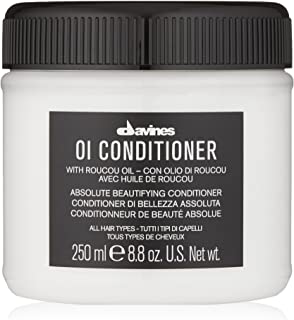 davines
OI CONDITIONER
WITH ROUCOU OIL - CON OLIO DI ROUCOU
AVEC HUILE DE ROUCOU
ABSOLUTE BEAUTIFYING CONDITIONER
CONDITIONER DI BELLEZZA ASSOLUTA
CONDITIONNEUR DE BEAUTÉ ABSOLUE
ALL HAIR TYPES - TUTTI I TIPI DI CAPELLI
TOUS TYPES DE CHEVEUX
250 ml ℮ 8.8 oz. U.S. Net wt.